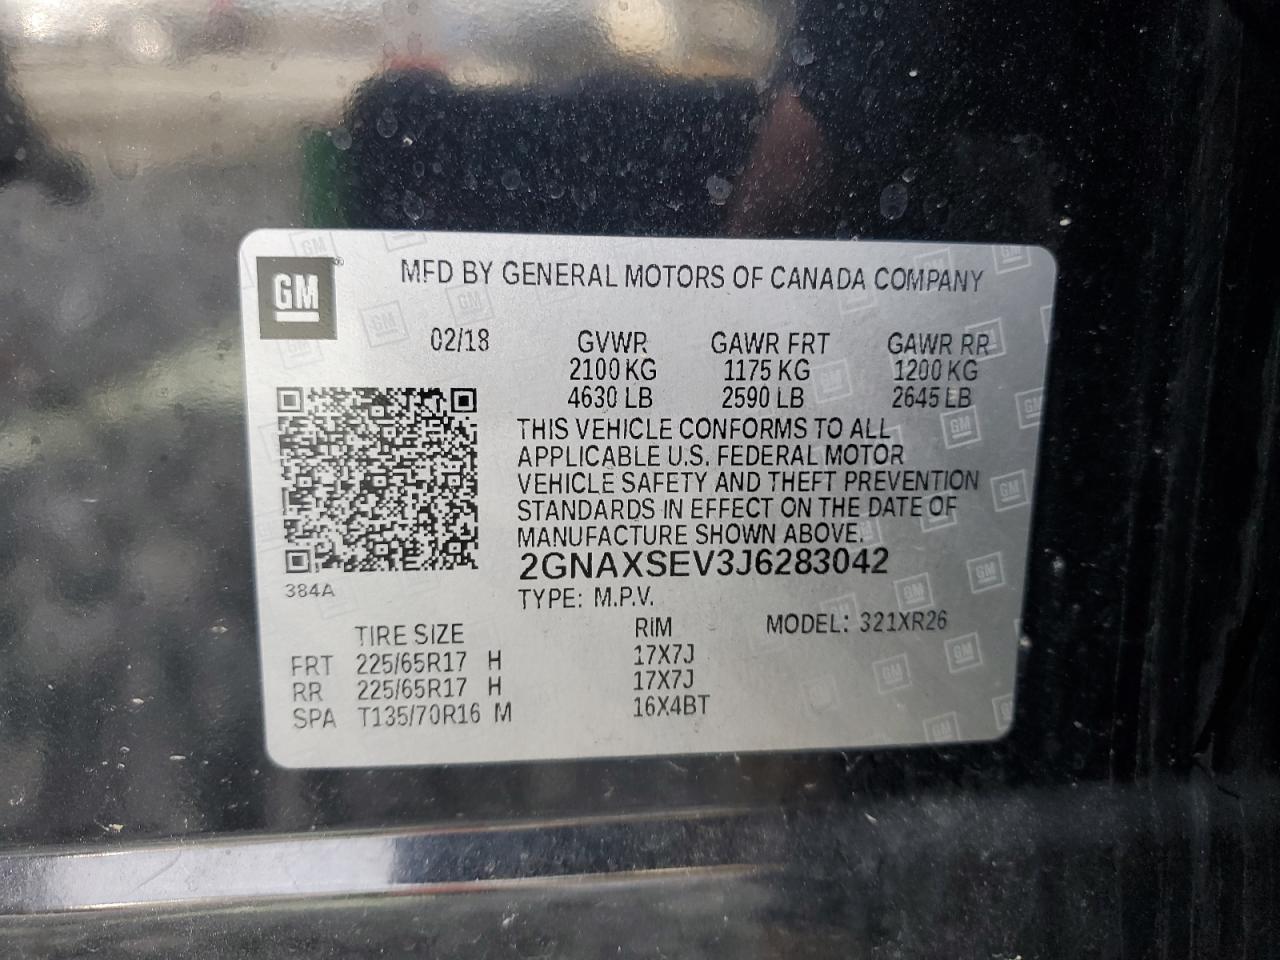 GM
MFD BY GENERAL MOTORS OF CANADA COMPANY
02/18 GVWR GAWR FRT GAWR RR
2100 KG 1175 KG 1200 KG
4630 LB 2590 LB 2645 LB
THIS VEHICLE CONFORMS TO ALL
APPLICABLE U.S. FEDERAL MOTOR
VEHICLE SAFETY AND THEFT PREVENTION
STANDARDS IN EFFECT ON THE DATE OF
MANUFACTURE SHOWN ABOVE.
2GNAXSEV3J6283042
384A
TYPE: M.P.V.
TIRE SIZE RIM MODEL: 321XR26
FRT 225/65R17 H 17X7J
RR 225/65R17 H 17X7J
SPA T135/70R16 M 16X4BT